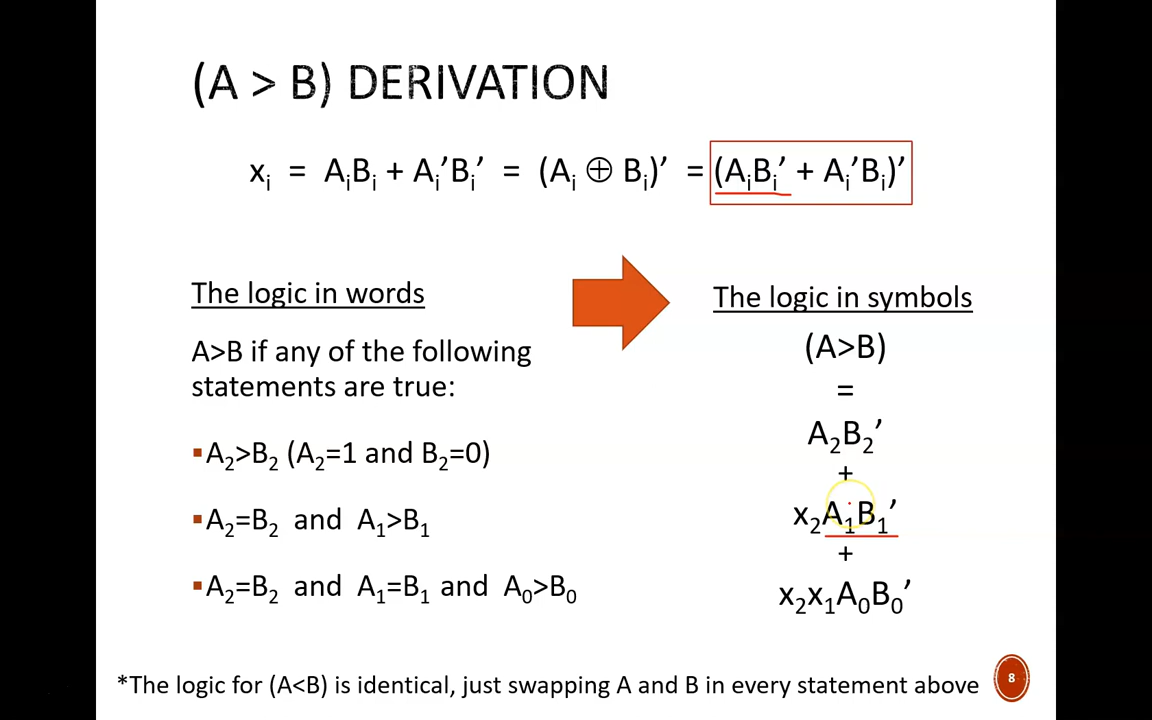 (A > B) DERIVATION
xᵢ = AᵢBᵢ + Aᵢ’Bᵢ’ = (Aᵢ ⊕ Bᵢ)’ = (AᵢBᵢ’ + Aᵢ’Bᵢ)’
The logic in words
A>B if any of the following
statements are true:
▪A₂>B₂ (A₂=1 and B₂=0)
▪A₂=B₂ and A₁>B₁
▪A₂=B₂ and A₁=B₁ and A₀>B₀
The logic in symbols
(A>B)
=
A₂B₂’
+
x₂A₁B₁’
+
x₂x₁A₀B₀’
*The logic for (A<B) is identical, just swapping A and B in every statement above
8